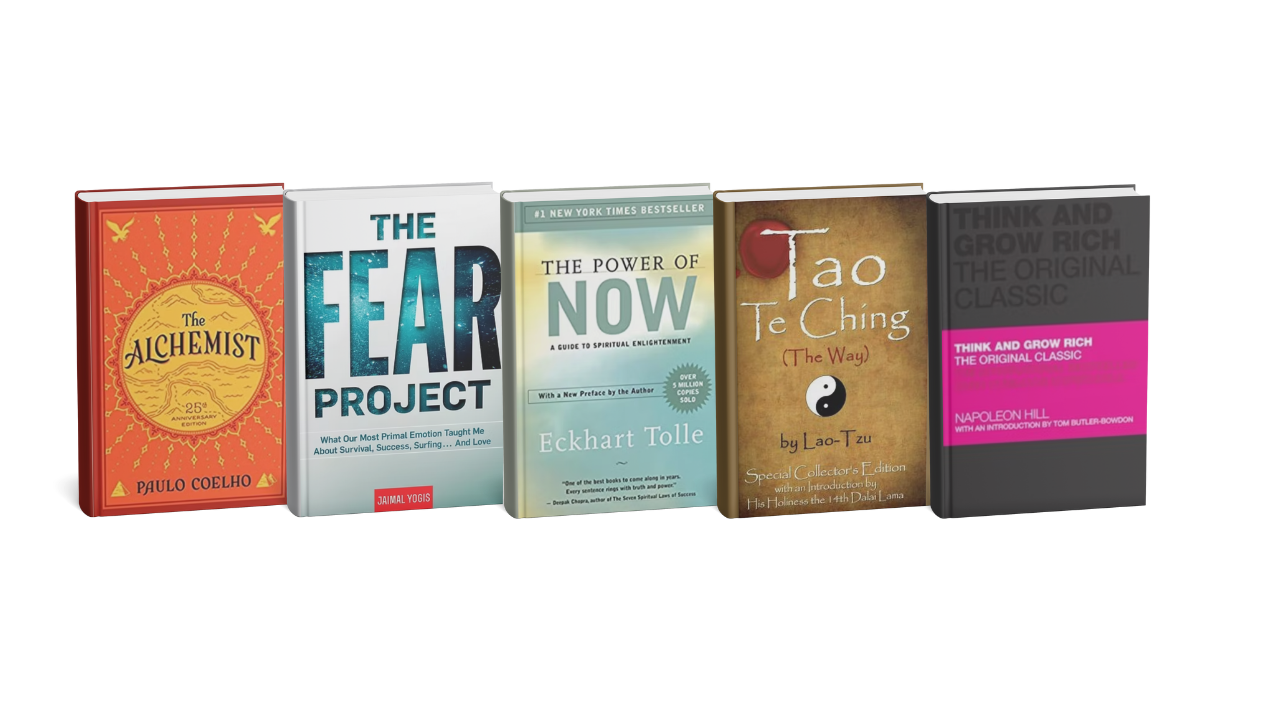 The
ALCHEMIST
25th
ANNIVERSARY
EDITION
PAULO COELHO
THE
FEAR
PROJECT
What Our Most Primal Emotion Taught Me
About Survival, Success, Surfing... And Love
JAIMAL YOGIS
#1 NEW YORK TIMES BESTSELLER
THE POWER OF
NOW
A GUIDE TO SPIRITUAL ENLIGHTENMENT
With a New Preface by the Author
OVER
5 MILLION
COPIES
SOLD
Eckhart Tolle
~
"One of the best books to come along in years.
Every sentence rings with truth and power."
— Deepak Chopra, author of The Seven Spiritual Laws of Success
Tao
Te Ching
(The Way)
by Lao-Tzu
Special Collector's Edition
with an Introduction by
His Holiness the 14th Dalai Lama
THINK AND
GROW RICH
THE ORIGINAL
CLASSIC
THINK AND GROW RICH
THE ORIGINAL CLASSIC
NAPOLEON HILL
WITH AN INTRODUCTION BY TOM BUTLER-BOWDON